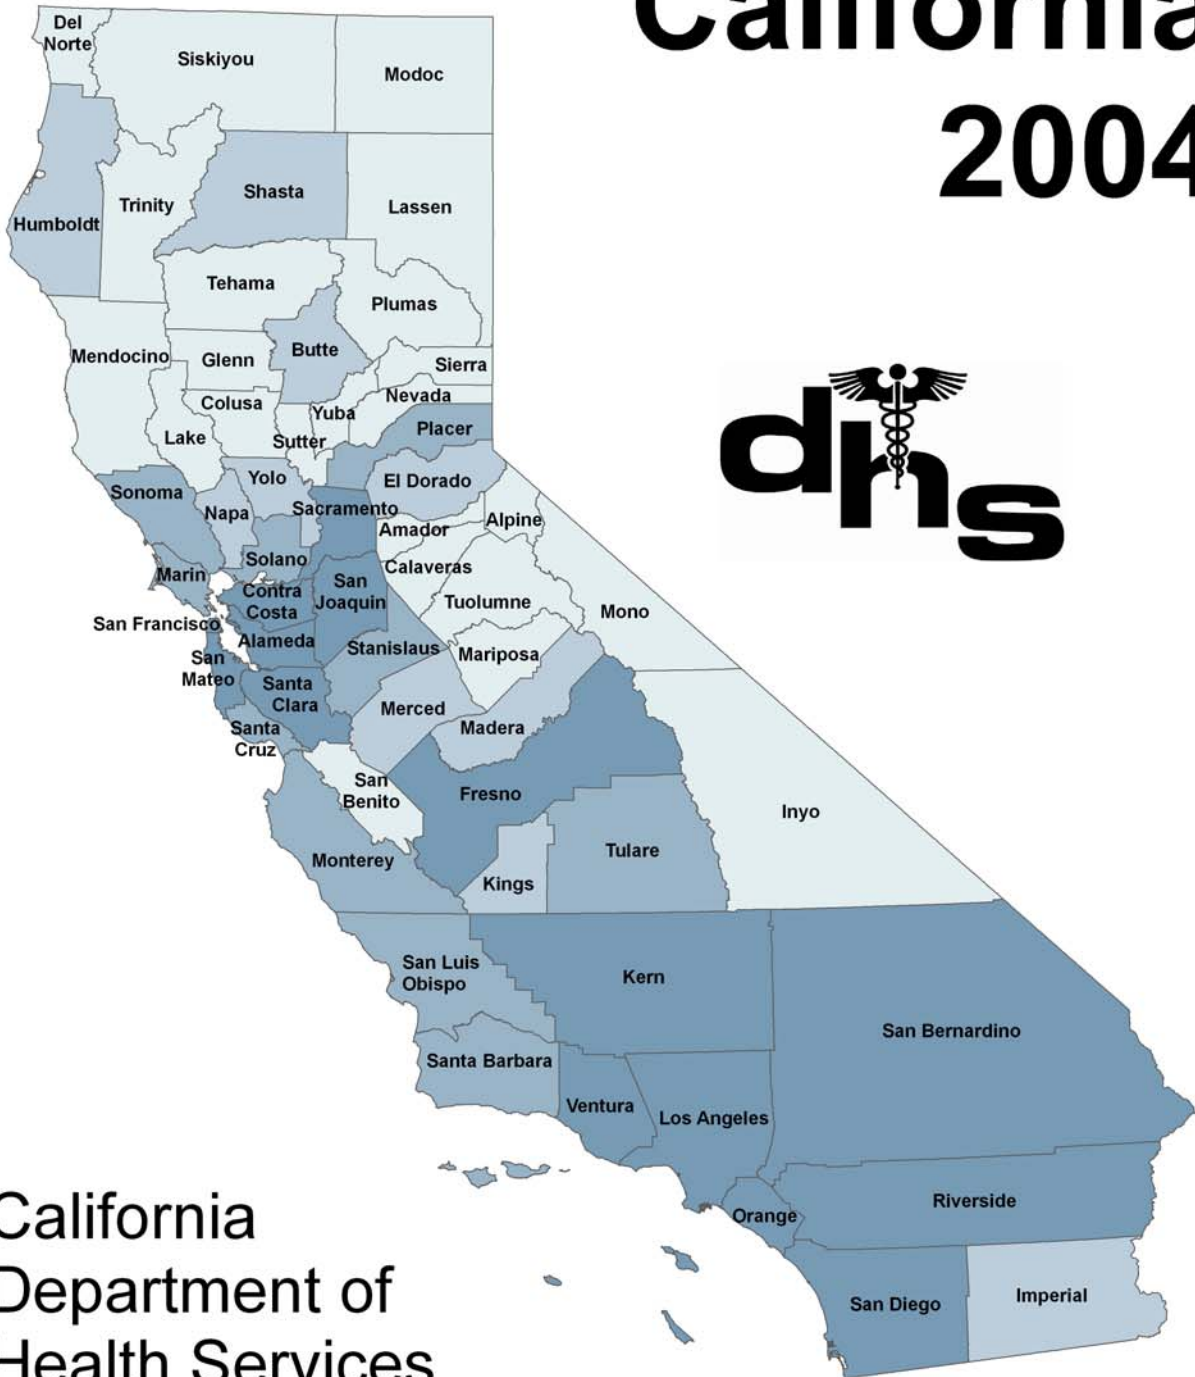 California
2004
Del
Norte
Siskiyou
Modoc
Humboldt
Trinity
Shasta
Lassen
Tehama
Plumas
Mendocino
Glenn
Butte
Sierra
Colusa
Yuba
Nevada
Lake
Sutter
Placer
Sonoma
Yolo
El Dorado
Napa
Sacramento
Amador
Alpine
Solano
Calaveras
Marin
Contra
Costa
San
Joaquin
Tuolumne
Mono
San Francisco
Alameda
Stanislaus
Mariposa
San
Mateo
Santa
Clara
Merced
Madera
Santa
Cruz
San
Benito
Fresno
Inyo
Monterey
Tulare
Kings
San Luis
Obispo
Kern
San Bernardino
Santa Barbara
Ventura
Los Angeles
Riverside
Orange
San Diego
Imperial
dhs
California
Department of
Health Services